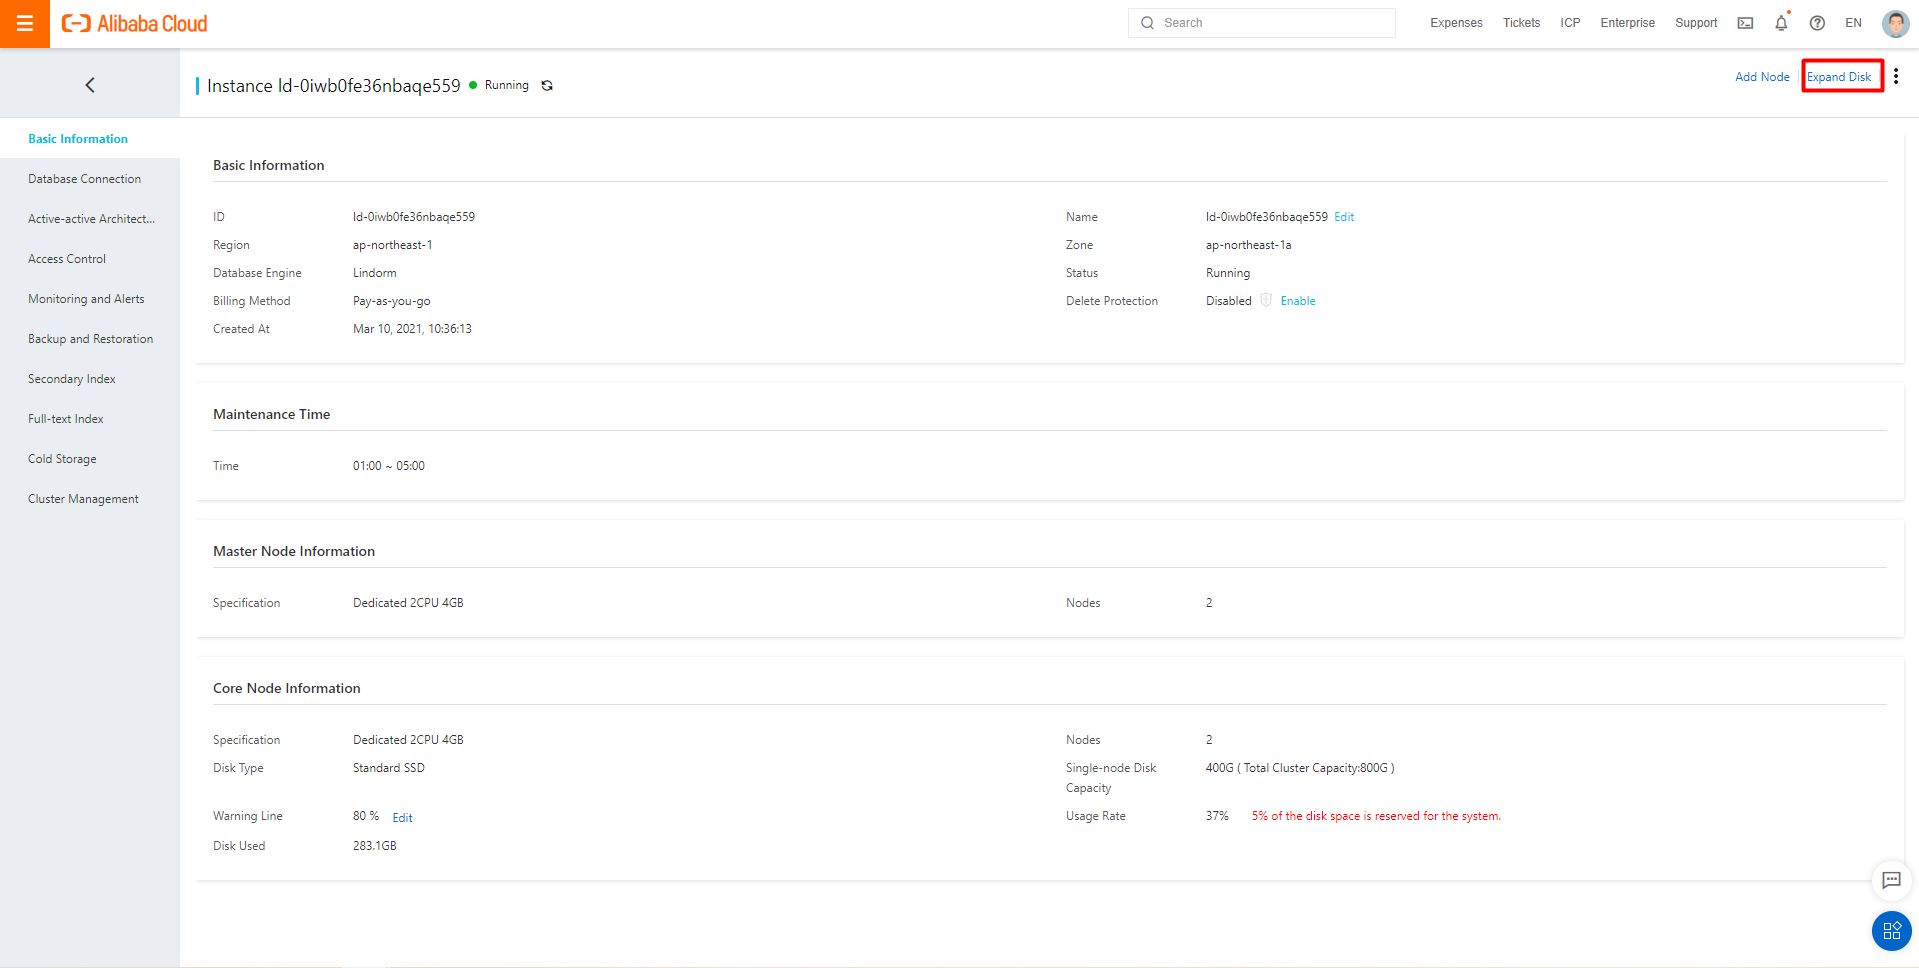 Alibaba Cloud
Search
Expenses Tickets ICP Enterprise Support EN
Instance ld-0iwb0fe36nbaqe559 Running
Add Node Expand Disk
Basic Information
Database Connection
Active-active Architect...
Access Control
Monitoring and Alerts
Backup and Restoration
Secondary Index
Full-text Index
Cold Storage
Cluster Management
Basic Information
ID ld-0iwb0fe36nbaqe559 Name ld-0iwb0fe36nbaqe559 Edit
Region ap-northeast-1 Zone ap-northeast-1a
Database Engine Lindorm Status Running
Billing Method Pay-as-you-go Delete Protection Disabled Enable
Created At Mar 10, 2021, 10:36:13
Maintenance Time
Time 01:00 ~ 05:00
Master Node Information
Specification Dedicated 2CPU 4GB Nodes 2
Core Node Information
Specification Dedicated 2CPU 4GB Nodes 2
Disk Type Standard SSD Single-node Disk Capacity 400G ( Total Cluster Capacity:800G )
Warning Line 80 % Edit Usage Rate 37% 5% of the disk space is reserved for the system.
Disk Used 283.1GB